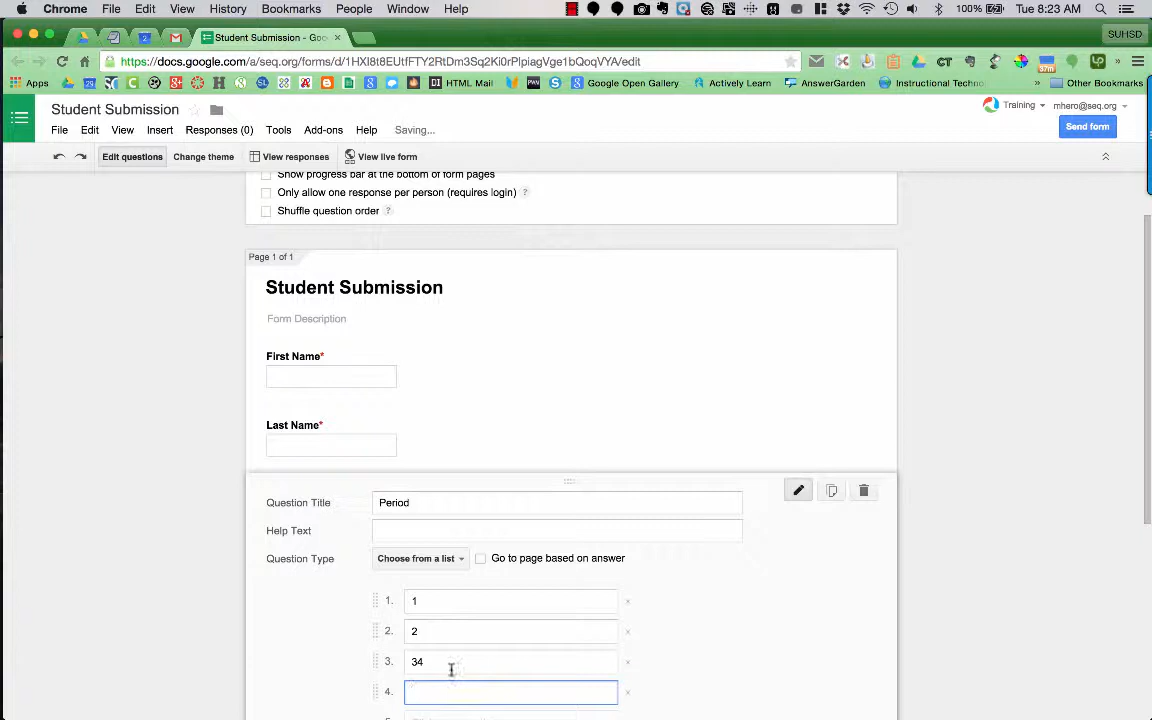 Chrome File Edit View History Bookmarks People Window Help 100% Tue 8:23 AM
Student Submission - Goo
SUHSD
https://docs.google.com/a/seq.org/forms/d/1HXI8t8EUtfFTY2RtDm3Sq2Ki0rPIpiagVge1bQoqVYA/edit
Apps HTML Mail Google Open Gallery Actively Learn AnswerGarden Instructional Techno » Other Bookmarks
Student Submission
Training
mhero@seq.org
File Edit View Insert Responses (0) Tools Add-ons Help Saving...
Send form
Edit questions Change theme View responses View live form
Show progress bar at the bottom of form pages
Only allow one response per person (requires login) ?
Shuffle question order ?
Page 1 of 1
Student Submission
Form Description
First Name*
Last Name*
Question Title Period
Help Text
Question Type Choose from a list Go to page based on answer
1. 1
2. 2
3. 34
4.